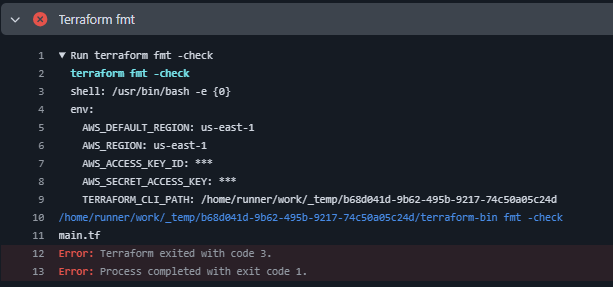 Terraform fmt
1 ▼ Run terraform fmt -check
2 terraform fmt -check
3 shell: /usr/bin/bash -e {0}
4 env:
5 AWS_DEFAULT_REGION: us-east-1
6 AWS_REGION: us-east-1
7 AWS_ACCESS_KEY_ID: ***
8 AWS_SECRET_ACCESS_KEY: ***
9 TERRAFORM_CLI_PATH: /home/runner/work/_temp/b68d041d-9b62-495b-9217-74c50a05c24d
10 /home/runner/work/_temp/b68d041d-9b62-495b-9217-74c50a05c24d/terraform-bin fmt -check
11 main.tf
12 Error: Terraform exited with code 3.
13 Error: Process completed with exit code 1.